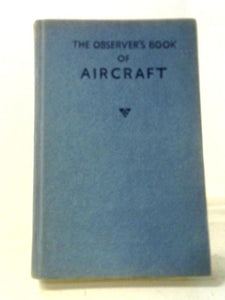 THE OBSERVER'S BOOK
OF
AIRCRAFT